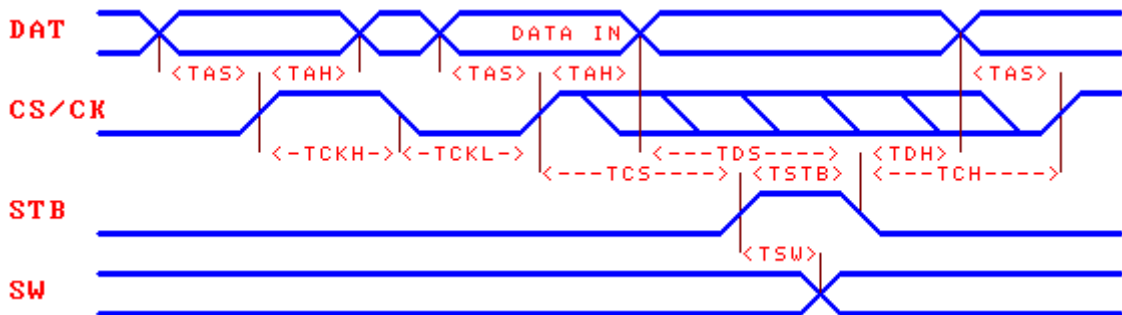 DAT DATA IN
<TAS> <TAH> <TAS> <TAH> <TAS>
CS/CK
<-TCKH-> <-TCKL-> <---TDS----> <TDH>
<---TCS----> <TSTB> <---TCH---->
STB
<TSW>
SW